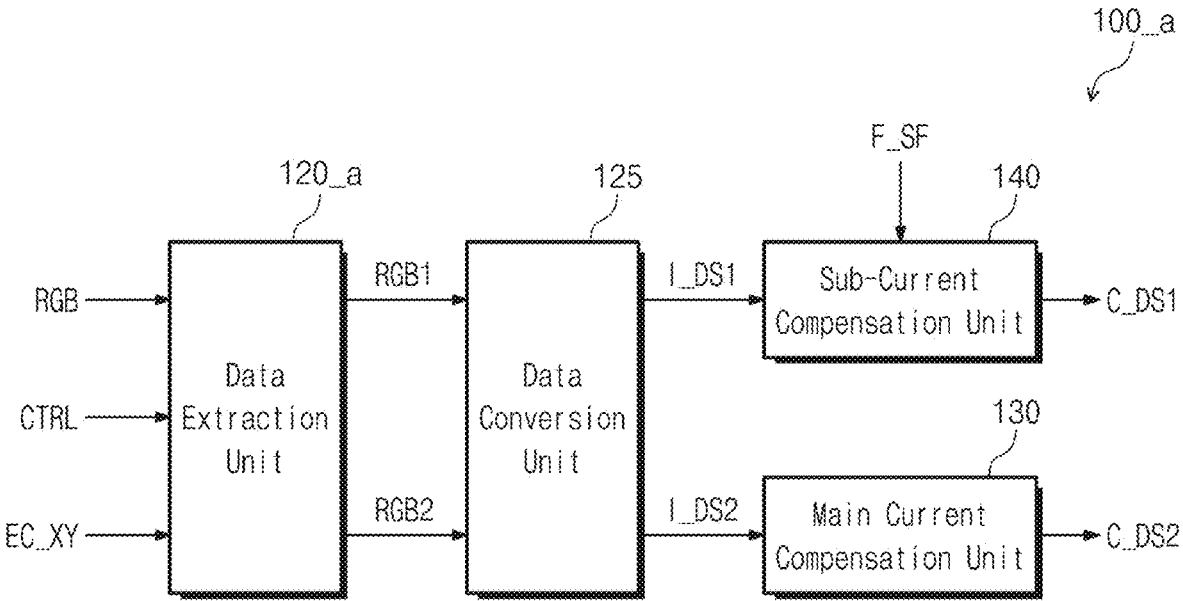 100_a
F_SF
120_a
125
140
RGB
RGB1
I_DS1
Sub-Current
Compensation Unit
C_DS1
CTRL
Data
Extraction
Unit
Data
Conversion
Unit
130
EC_XY
RGB2
I_DS2
Main Current
Compensation Unit
C_DS2